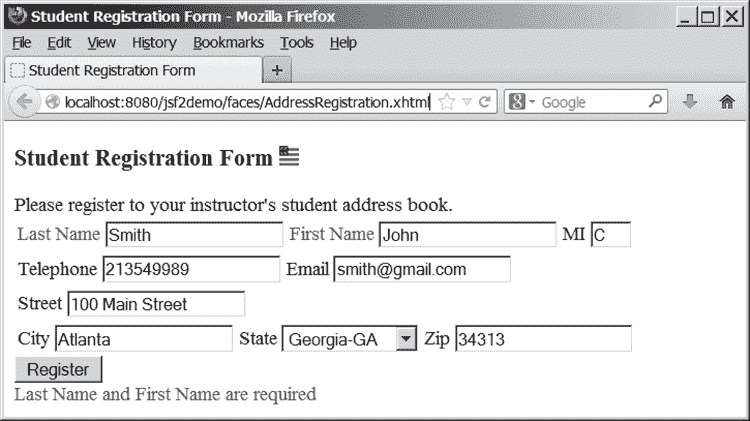 Student Registration Form - Mozilla Firefox
File Edit View History Bookmarks Tools Help
Student Registration Form +
localhost:8080/jsf2demo/faces/AddressRegistration.xhtml Google
Student Registration Form
Please register to your instructor's student address book.
Last Name Smith First Name John MI C
Telephone 213549989 Email smith@gmail.com
Street 100 Main Street
City Atlanta State Georgia-GA Zip 34313
Register
Last Name and First Name are required